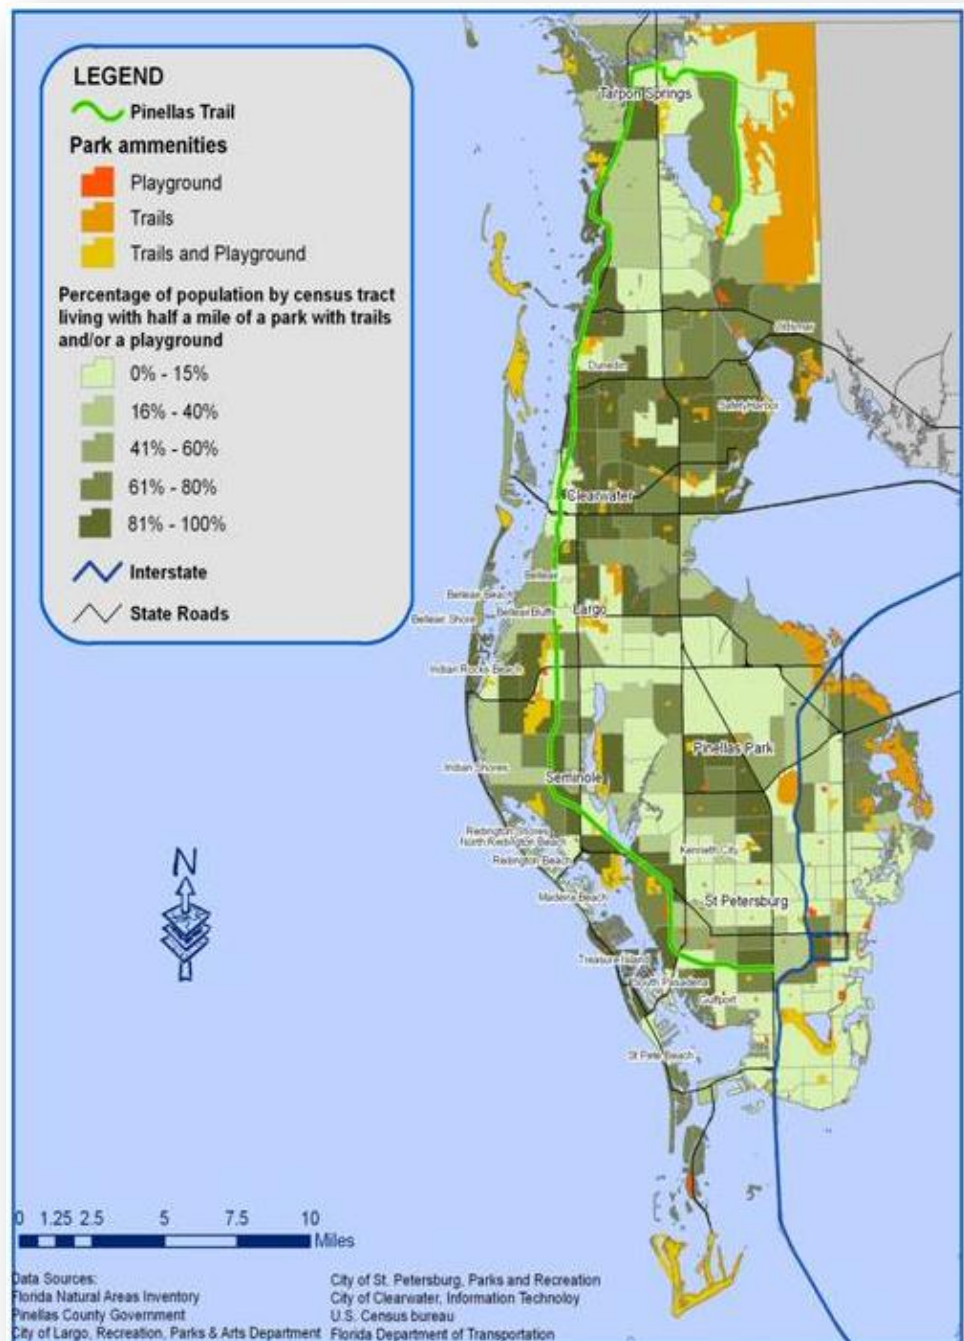 LEGEND
Pinellas Trail
Park ammenities
Playground
Trails
Trails and Playground
Percentage of population by census tract
living with half a mile of a park with trails
and/or a playground
0% - 15%
16% - 40%
41% - 60%
61% - 80%
81% - 100%
Interstate
State Roads
Tarpon Springs
Oldsmar
Dunedin
Safety Harbor
Clearwater
Belleair
Belleair Beach
Belleair Bluffs
Largo
Belleair Shore
Indian Rocks Beach
Pinellas Park
Indian Shores
Seminole
Redington Shores
North Redington Beach
Kenneth City
Redington Beach
Madeira Beach
St Petersburg
Treasure Island
South Pasadena
Gulfport
St Pete Beach
N
0 1.25 2.5 5 7.5 10
Miles
Data Sources:
Florida Natural Areas Inventory
Pinellas County Government
City of Largo, Recreation, Parks & Arts Department
City of St. Petersburg, Parks and Recreation
City of Clearwater, Information Technoloy
U.S. Census bureau
Florida Department of Transportation